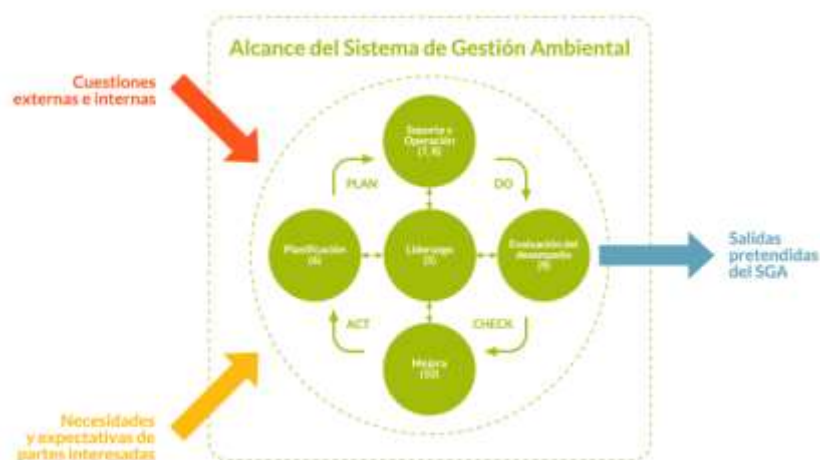 Alcance del Sistema de Gestión Ambiental
Cuestiones
externas e internas
Soporte y
Operación
(7, 8)
PLAN
DO
Planificación
(6)
Liderazgo
(5)
Evaluación del
desempeño
(9)
Salidas
pretendidas
del SGA
ACT
CHECK
Mejora
(10)
Necesidades
y expectativas de
partes interesadas